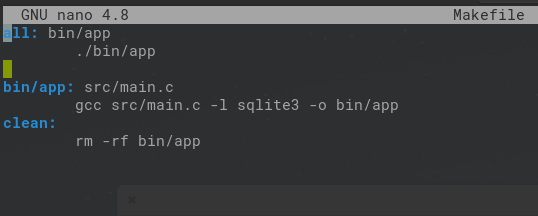 GNU nano 4.8 Makefile
all: bin/app
./bin/app
bin/app: src/main.c
gcc src/main.c -l sqlite3 -o bin/app
clean:
rm -rf bin/app
×